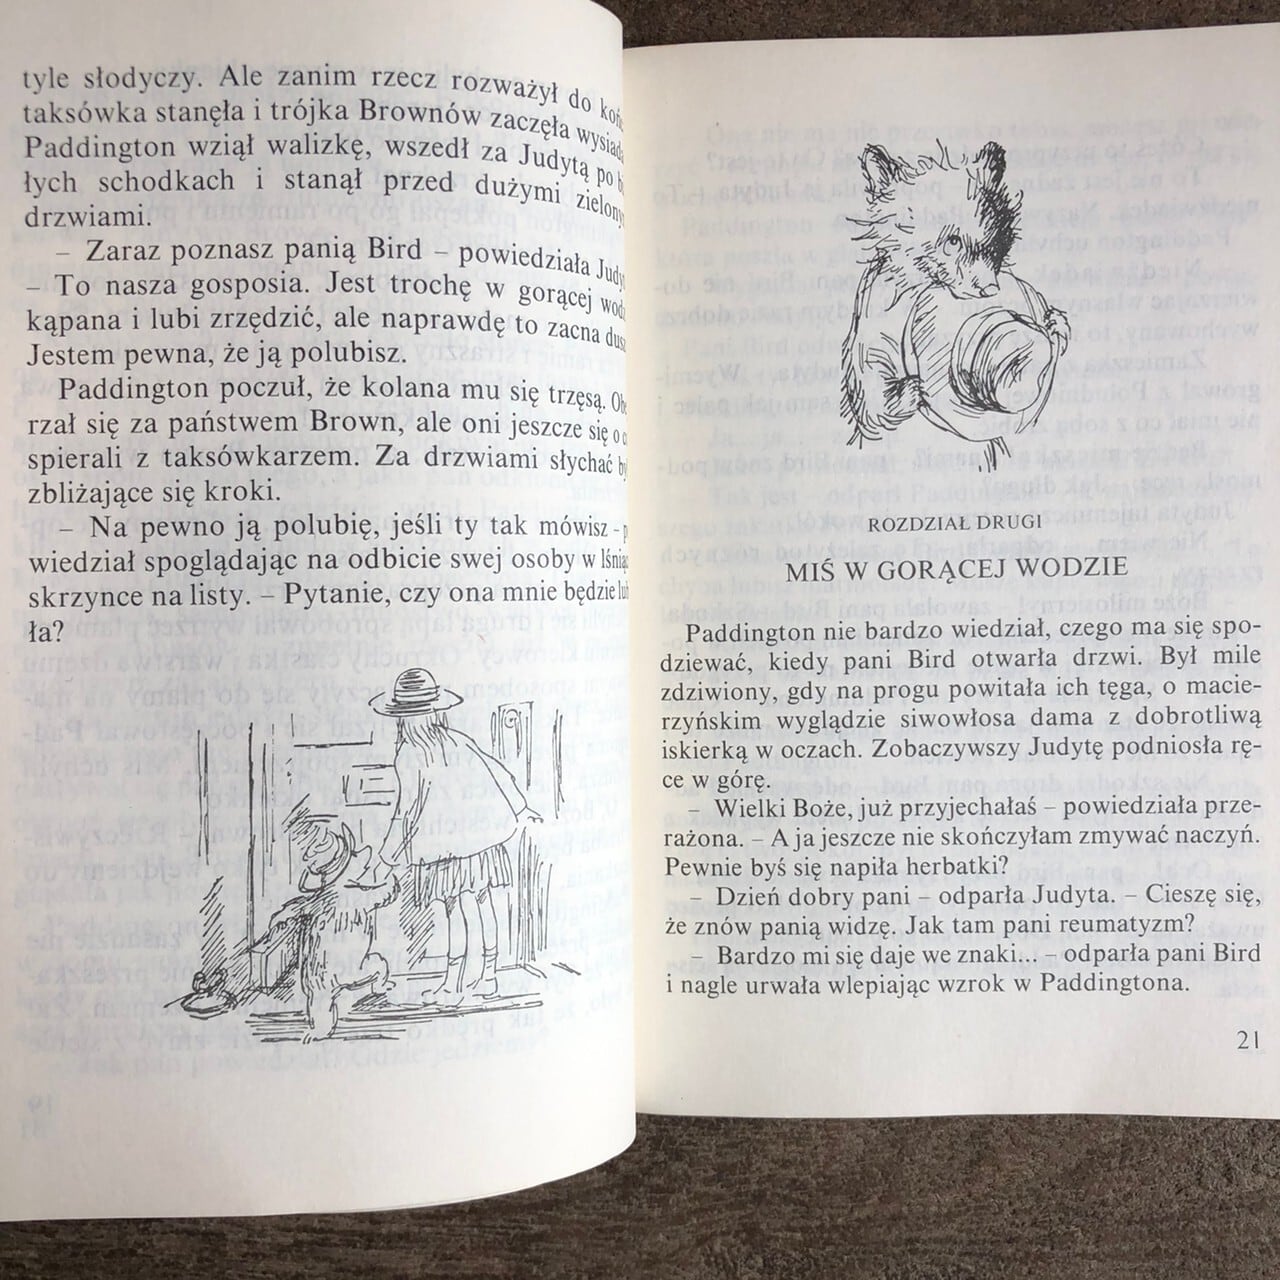 tyle słodyczy. Ale zanim rzecz rozważył do
taksówka stanęła i trójka Brownów zaczęła
Paddington wziął walizkę, wszedł za Judytą po
łych schodkach i stanął przed dużymi
drzwiami.
– Zaraz poznasz panią Bird – powiedziała
– To nasza gosposia. Jest trochę w gorącej
kąpana i lubi zrzędzić, ale naprawdę to zacna
Jestem pewna, że ją polubisz.
Paddington poczuł, że kolana mu się trzęsą.
rzał się za państwem Brown, ale oni jeszcze się o
spierali z taksówkarzem. Za drzwiami słychać
zbliżające się kroki.
– Na pewno ją polubię, jeśli ty tak mówisz –
wiedział spoglądając na odbicie swej osoby w
skrzynce na listy. – Pytanie, czy ona mnie będzie
ła?
ROZDZIAŁ DRUGI
MIŚ W GORĄCEJ WODZIE
Paddington nie bardzo wiedział, czego ma się spo-
dziewać, kiedy pani Bird otwarła drzwi. Był mile
zdziwiony, gdy na progu powitała ich tęga, o macie-
rzyńskim wyglądzie siwowłosa dama z dobrotliwą
iskierką w oczach. Zobaczywszy Judytę podniosła rę-
ce w górę.
– Wielki Boże, już przyjechałaś – powiedziała prze-
rażona. – A ja jeszcze nie skończyłam zmywać naczyń.
Pewnie byś się napiła herbatki?
– Dzień dobry pani – odparła Judyta. – Cieszę się,
że znów panią widzę. Jak tam pani reumatyzm?
– Bardzo mi się daje we znaki... – odparła pani Bird
i nagle urwała wlepiając wzrok w Paddingtona.
21